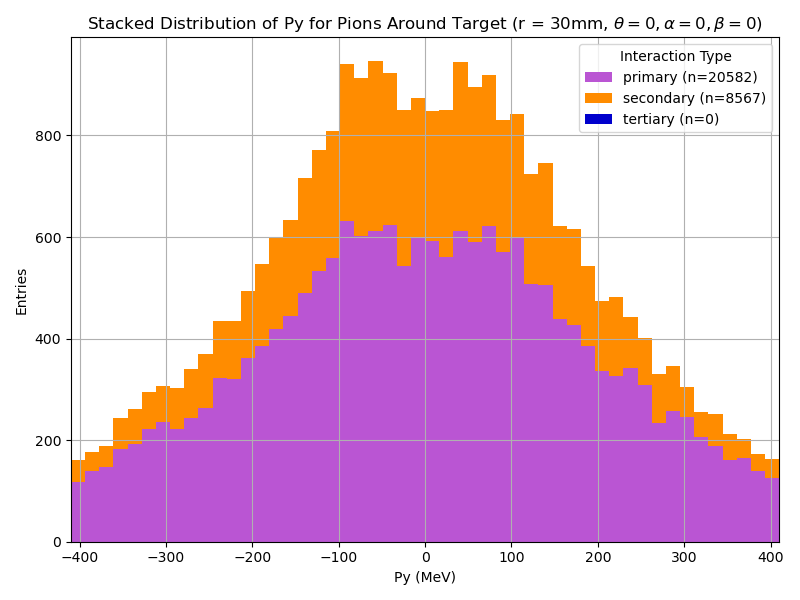 Stacked Distribution of Py for Pions Around Target (r = 30mm, θ = 0, α = 0, β = 0)
Interaction Type
primary (n=20582)
secondary (n=8567)
tertiary (n=0)
Entries
800
600
400
200
0
−400 −300 −200 −100 0 100 200 300 400
Py (MeV)